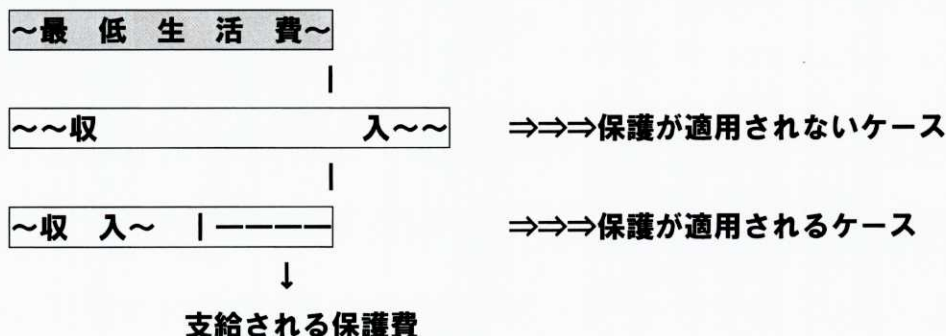 ～最 低 生 活 費～
～～収 入～～ ⇒⇒⇒保護が適用されないケース
～収 入～ ｜———— ⇒⇒⇒保護が適用されるケース
↓
支給される保護費